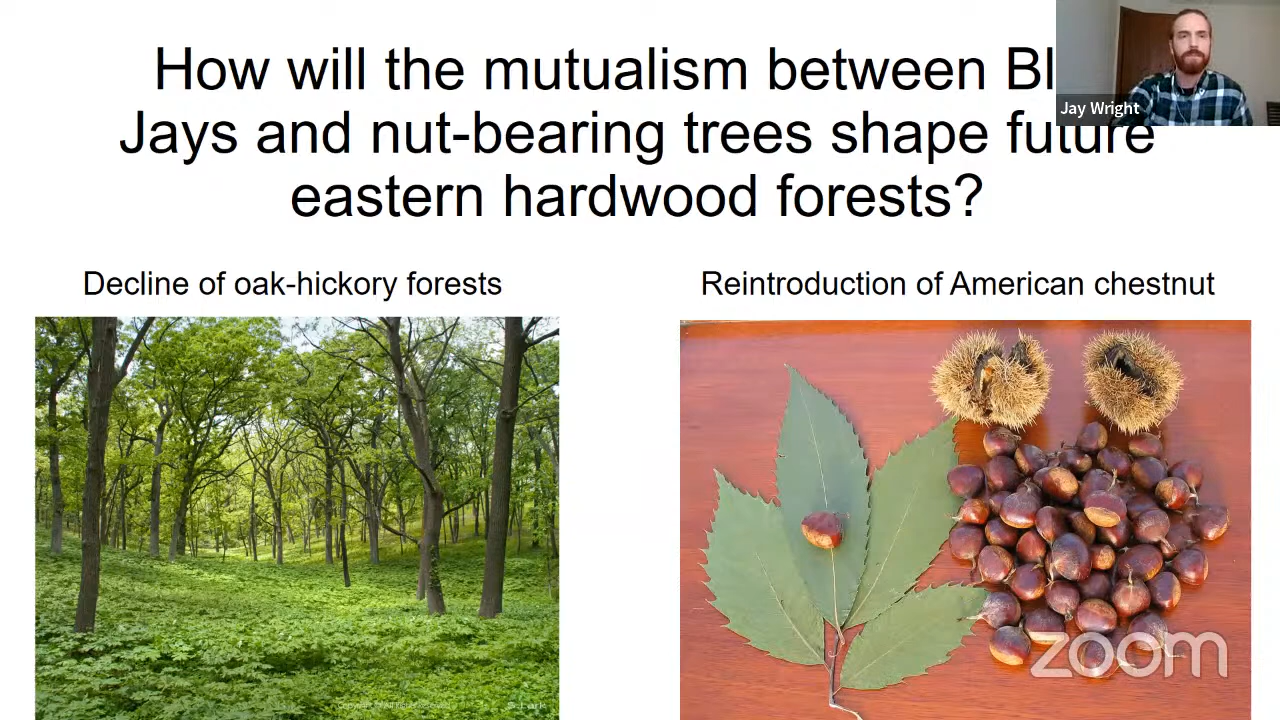 How will the mutualism between Bl
Jay Wright
Jays and nut-bearing trees shape future
eastern hardwood forests?
Decline of oak-hickory forests
Reintroduction of American chestnut
zoom